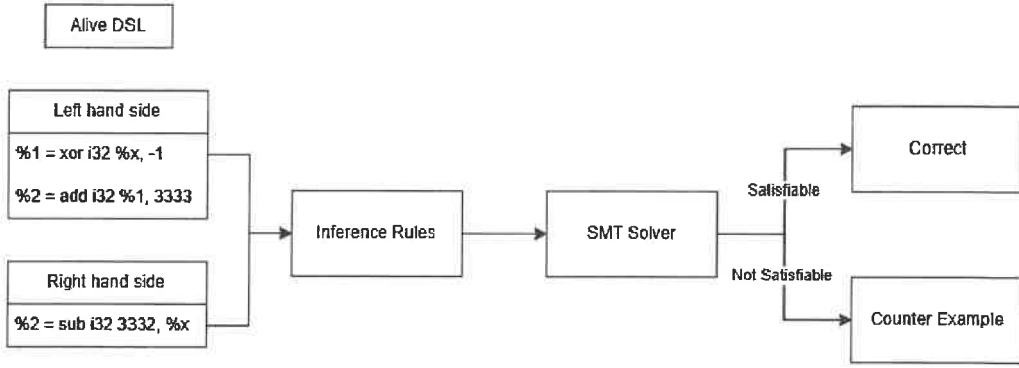 Alive DSL
Left hand side
%1 = xor i32 %x, -1
%2 = add i32 %1, 3333
Right hand side
%2 = sub i32 3332, %x
Inference Rules
SMT Solver
Satisfiable
Not Satisfiable
Correct
Counter Example